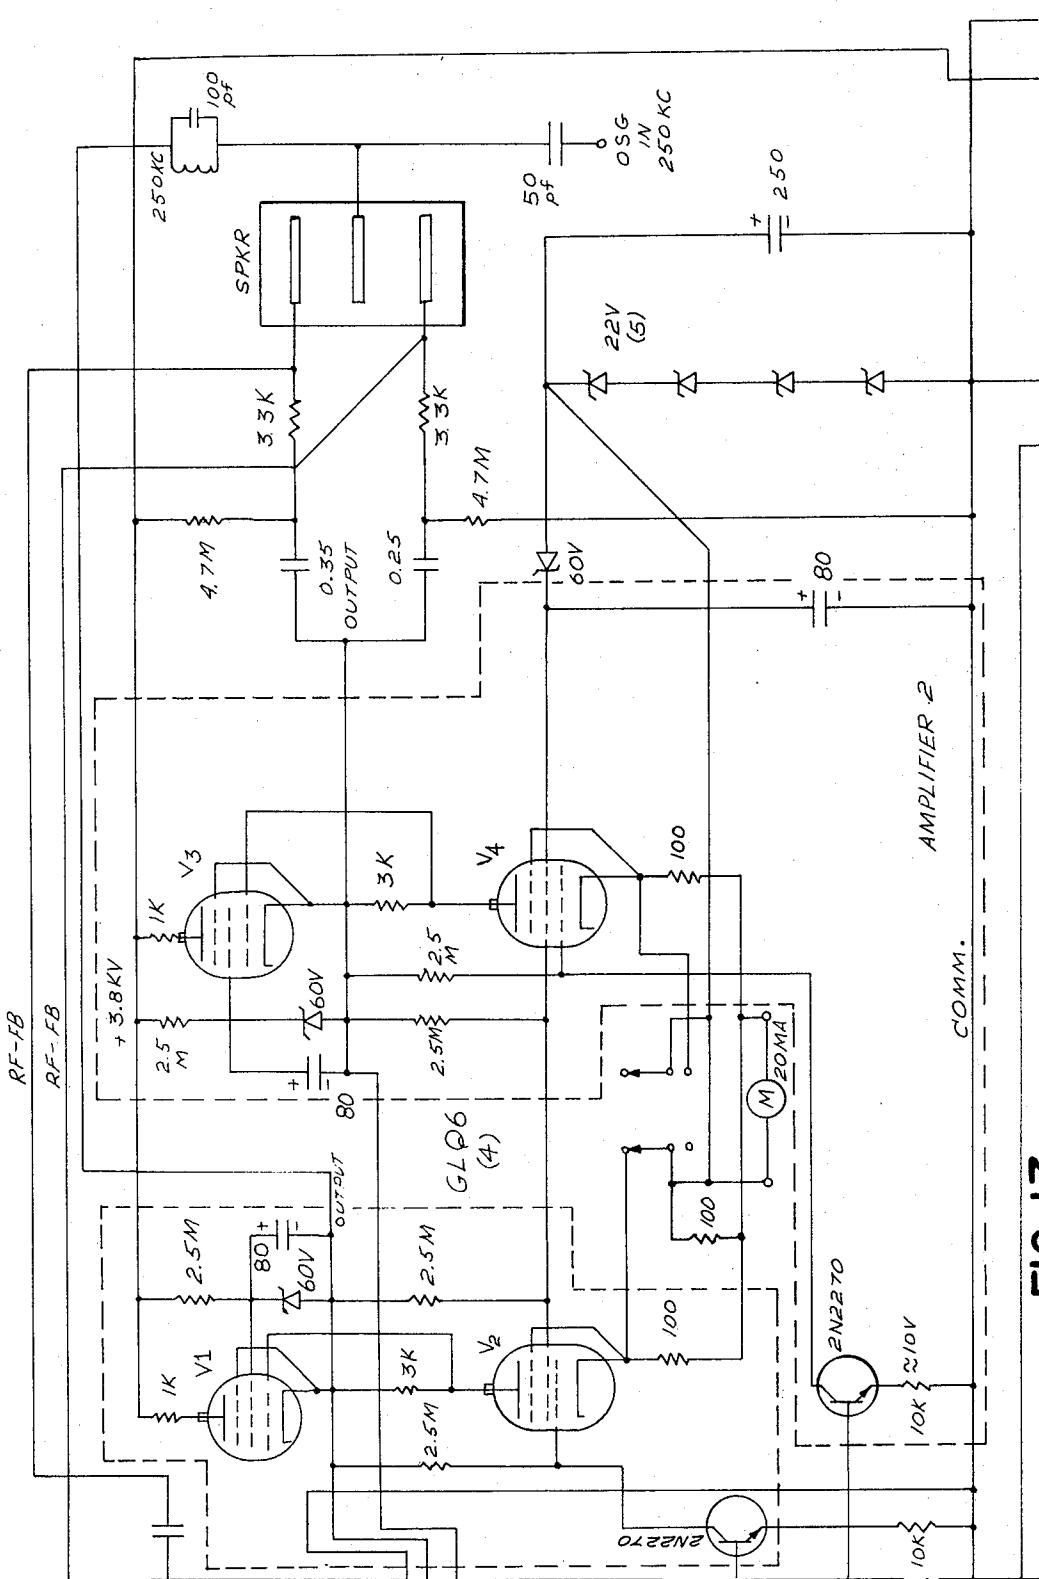 RF-FB
RF-FB
+3.8KV
250KC
100
pf
SPKR
50
pf
OSG
IN
250KC
+
250
-
22V
(5)
3.3K
3.3K
4.7M
4.7M
0.35
OUTPUT
0.25
60V
+
80
-
AMPLIFIER 2
COMM.
1K
V3
3K
V4
100
2.5
M
60V
2.5
M
2.5M
+
80
-
GLQ6
(4)
M
20MA
OUTPUT
2.5M
80
+
-
60V
2.5M
100
1K
V1
3K
V2
100
2.5M
2N2270
10K ≈10V
2N2270
10K